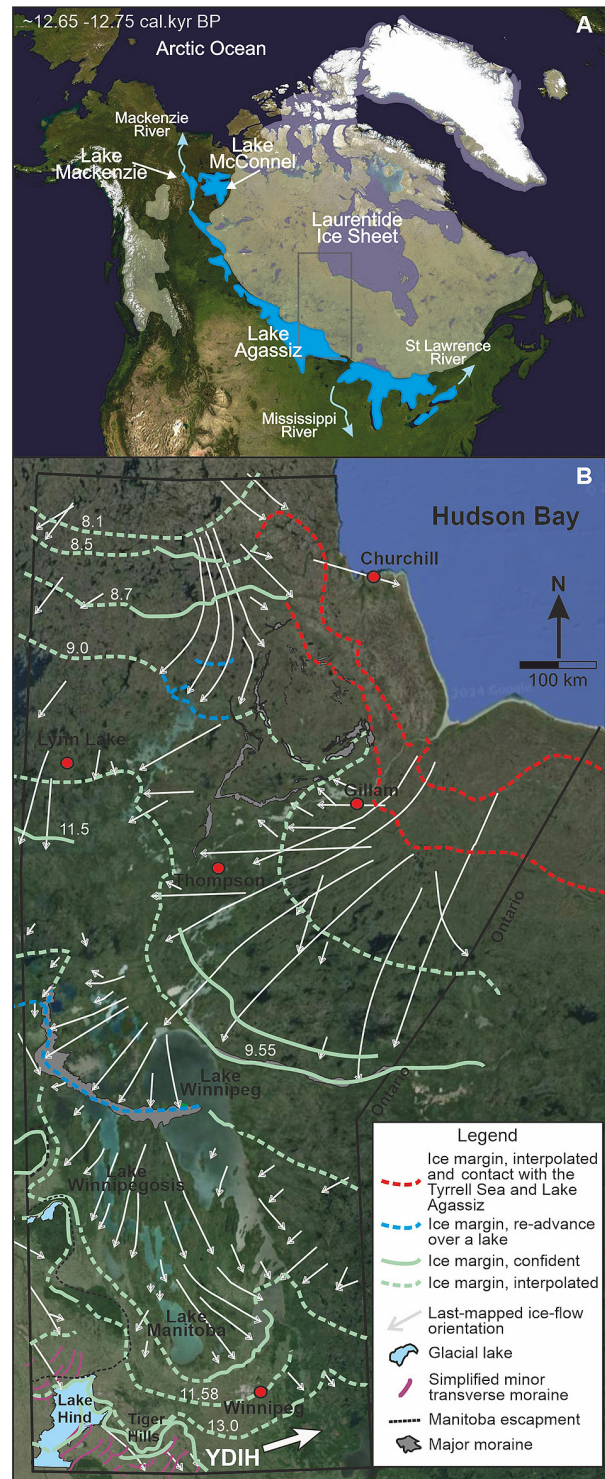 ~12.65 -12.75 cal.kyr BP
A
Arctic Ocean
Mackenzie
River
Lake
Mackenzie
Lake
McConnel
Laurentide
Ice Sheet
Lake
Agassiz
St Lawrence
River
Mississippi
River
B
Hudson Bay
8.1
8.5
Churchill
8.7
N
9.0
100 km
2024 Google
Lynn Lake
Gillam
11.5
Thompson
Ontario
9.55
Lake
Winnipeg
Ontario
Lake
Winnipegosis
Lake
Manitoba
11.58
Winnipeg
Lake
Hind
Tiger
Hills
13.0
YDIH
Legend
Ice margin, interpolated
and contact with the
Tyrrell Sea and Lake
Agassiz
Ice margin, re-advance
over a lake
Ice margin, confident
Ice margin, interpolated
Last-mapped ice-flow
orientation
Glacial lake
Simplified minor
transverse moraine
Manitoba escapment
Major moraine